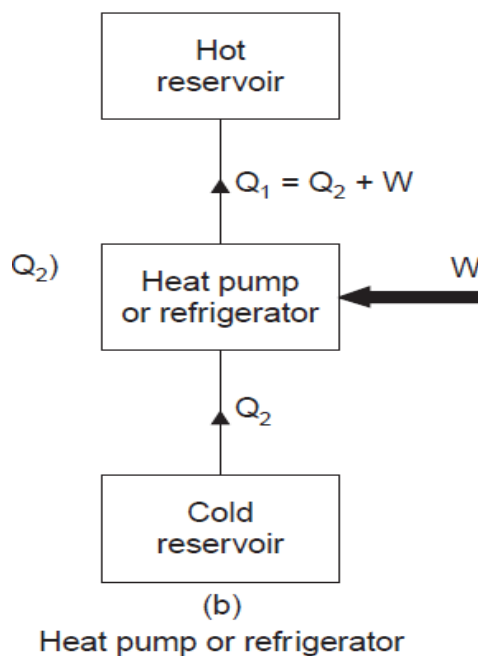 Hot
reservoir
Q₁ = Q₂ + W
Q₂)
Heat pump
or refrigerator
W
Q₂
Cold
reservoir
(b)
Heat pump or refrigerator